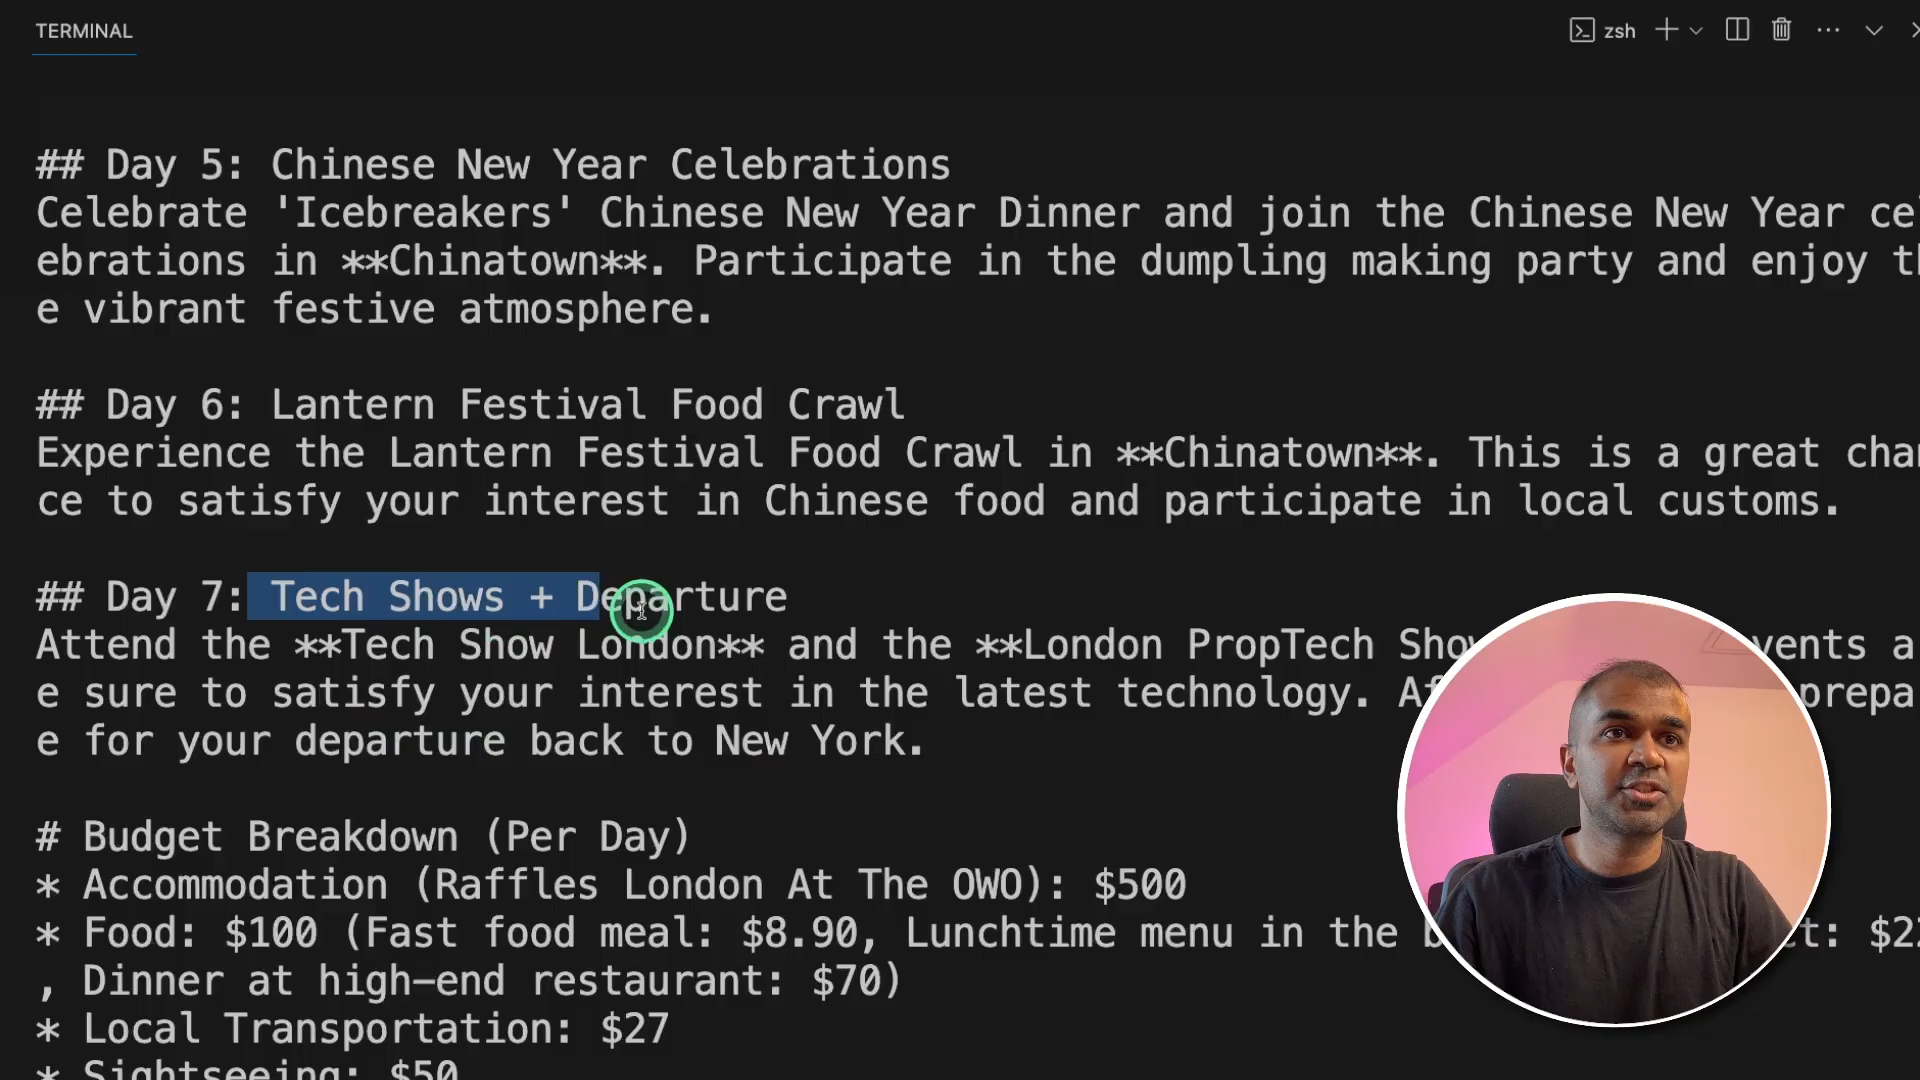 TERMINAL
zsh
## Day 5: Chinese New Year Celebrations
Celebrate 'Icebreakers' Chinese New Year Dinner and join the Chinese New Year ce
ebrations in **Chinatown**. Participate in the dumpling making party and enjoy t
e vibrant festive atmosphere.
## Day 6: Lantern Festival Food Crawl
Experience the Lantern Festival Food Crawl in **Chinatown**. This is a great cha
ce to satisfy your interest in Chinese food and participate in local customs.
## Day 7: Tech Shows + Departure
Attend the **Tech Show London** and the **London PropTech Sho vents a
e sure to satisfy your interest in the latest technology. prepa
e for your departure back to New York.
# Budget Breakdown (Per Day)
* Accommodation (Raffles London At The OWO): $500
* Food: $100 (Fast food meal: $8.90, Lunchtime menu in the
, Dinner at high-end restaurant: $70)
* Local Transportation: $27
* Sightseeing: $50